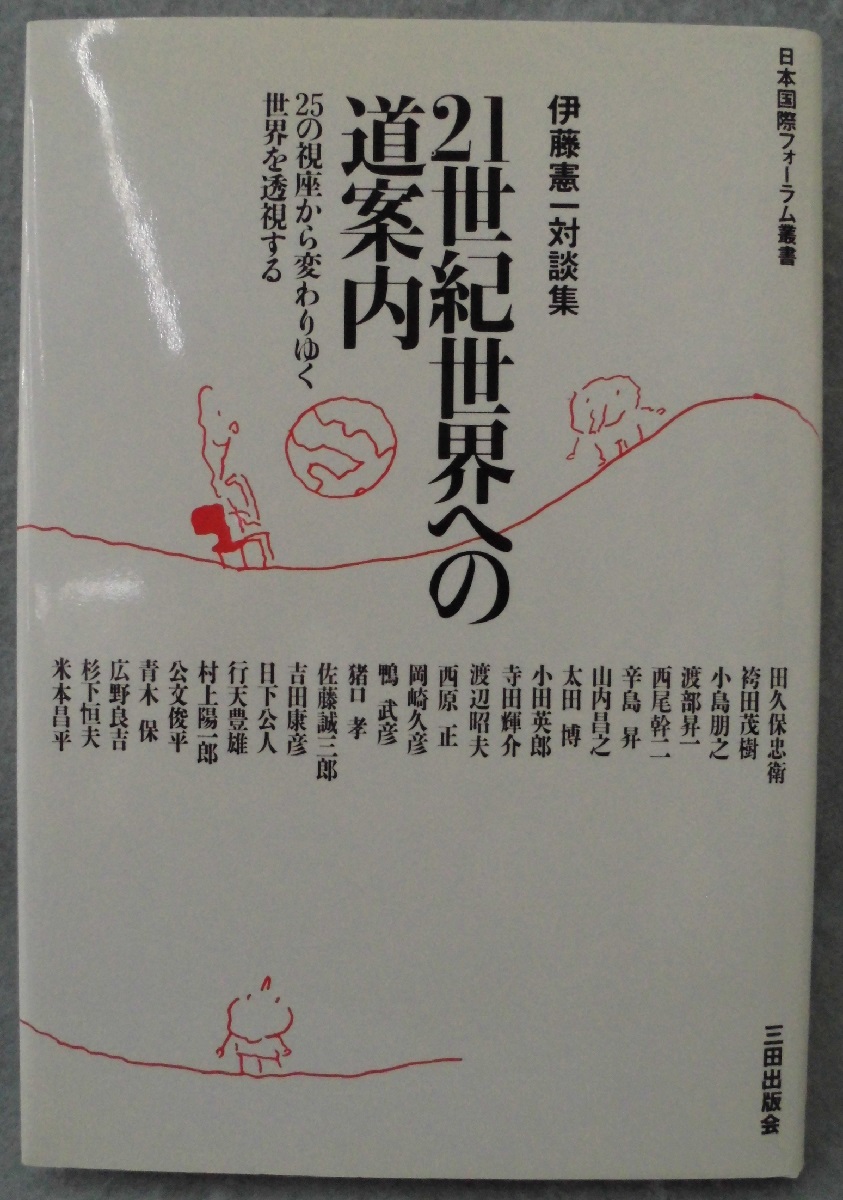 日本国際フォーラム叢書
伊藤憲一対談集
21世紀世界への
道案内
25の視座から変わりゆく
世界を透視する
田久保忠衛
袴田茂樹
小島朋之
渡部昇一
西尾幹二
辛島 昇
山内昌之
太田 博
小田英郎
寺田輝介
渡辺昭夫
西原 正
岡崎久彦
鴨 武彦
猪口 孝
佐藤誠三郎
吉田康彦
日下公人
行天豊雄
村上陽一郎
公文俊平
青木 保
広野良吉
杉下恒夫
米本昌平
三田出版会